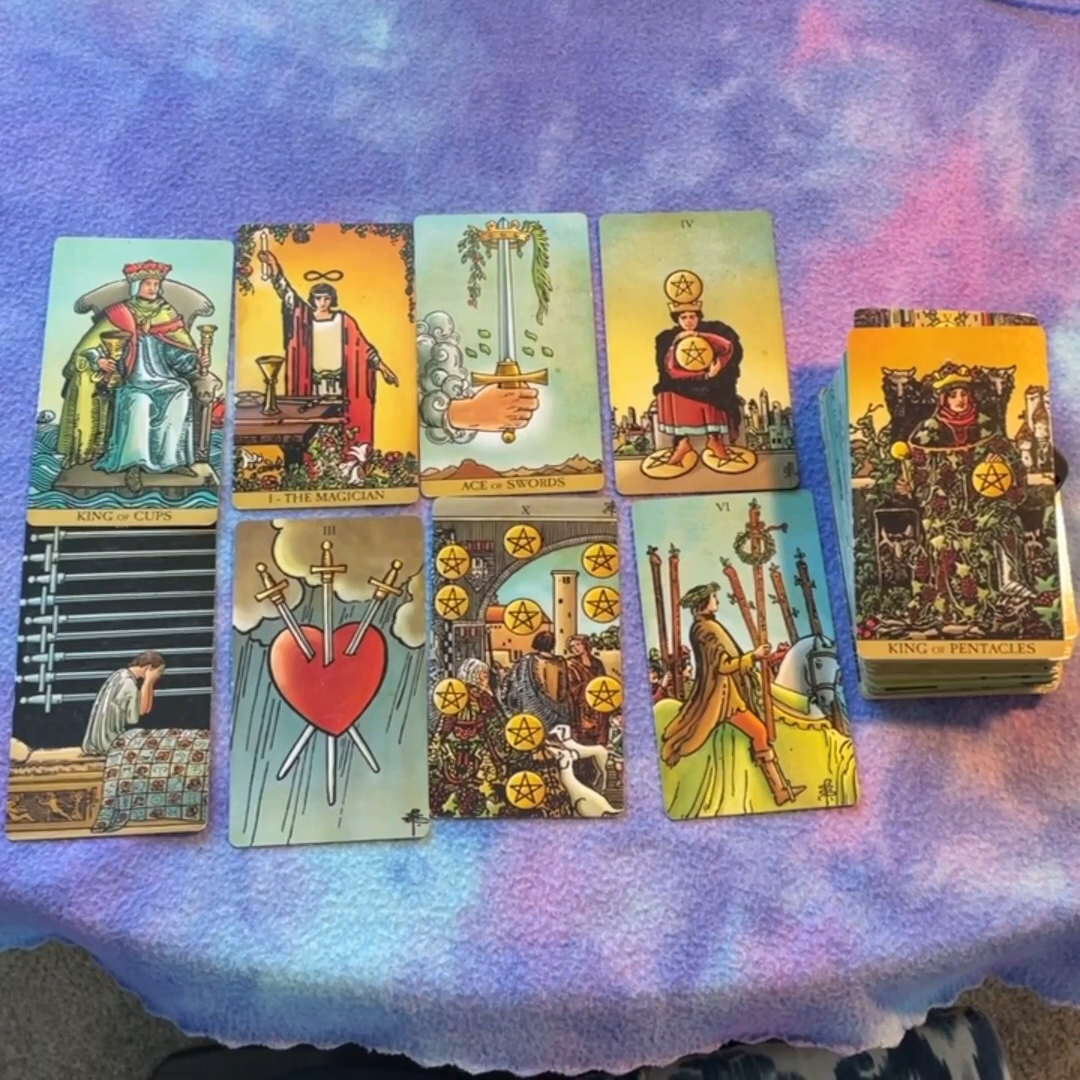 KING OF CUPS
I - THE MAGICIAN
ACE OF SWORDS
IV
III
X
VI
KING OF PENTACLES